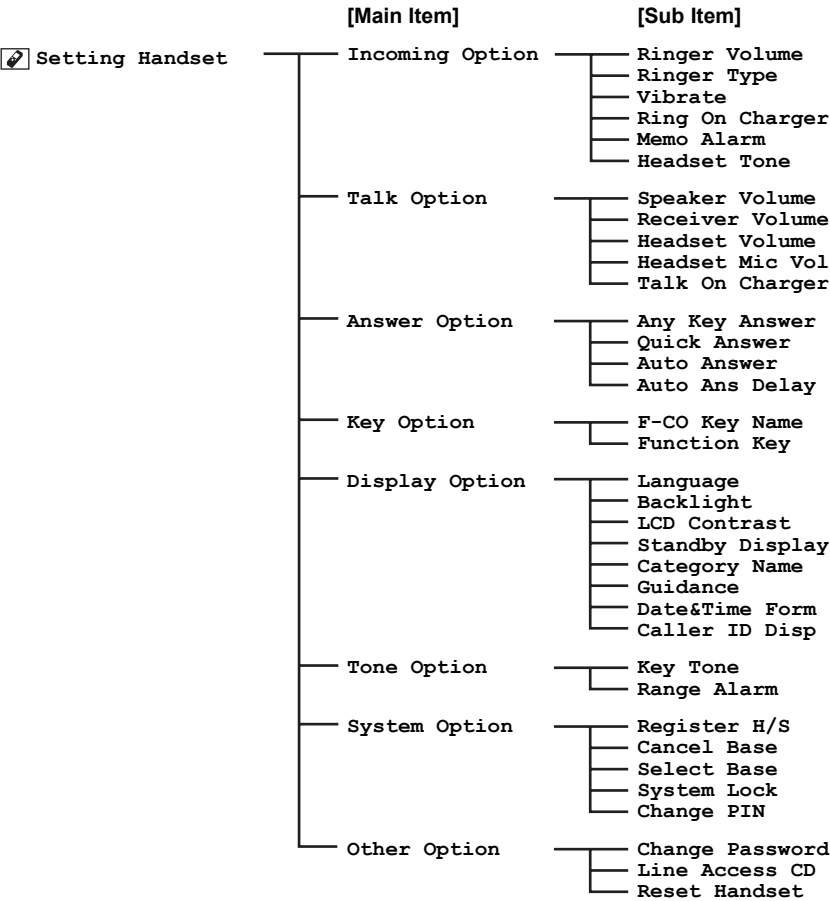 [Main Item] [Sub Item]
Setting Handset Incoming Option Ringer Volume
Ringer Type
Vibrate
Ring On Charger
Memo Alarm
Headset Tone
Talk Option Speaker Volume
Receiver Volume
Headset Volume
Headset Mic Vol
Talk On Charger
Answer Option Any Key Answer
Quick Answer
Auto Answer
Auto Ans Delay
Key Option F-CO Key Name
Function Key
Display Option Language
Backlight
LCD Contrast
Standby Display
Category Name
Guidance
Date&Time Form
Caller ID Disp
Tone Option Key Tone
Range Alarm
System Option Register H/S
Cancel Base
Select Base
System Lock
Change PIN
Other Option Change Password
Line Access CD
Reset Handset